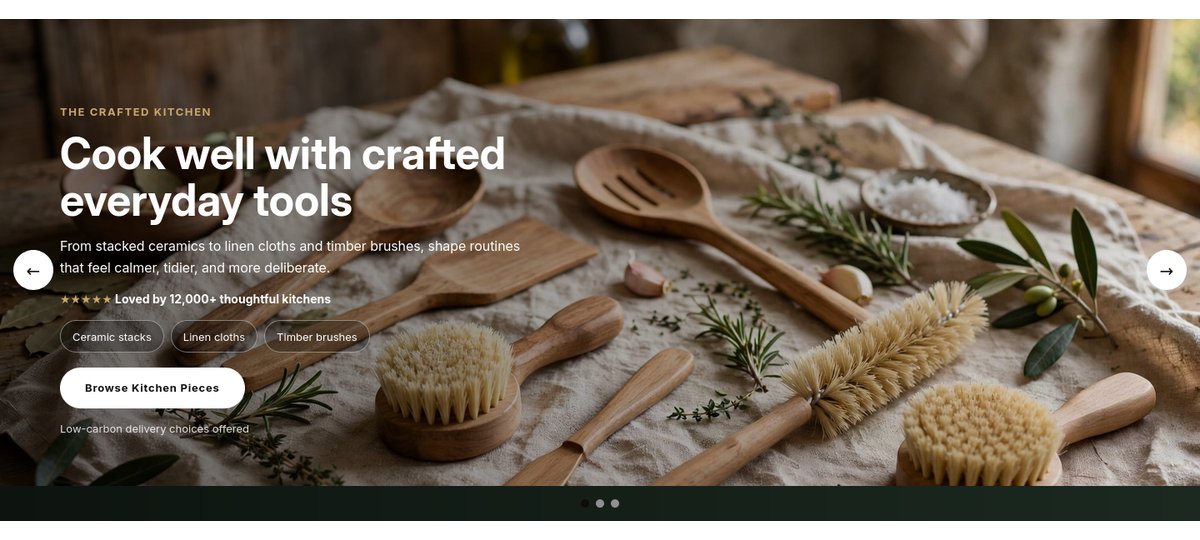 THE CRAFTED KITCHEN
Cook well with crafted
everyday tools
From stacked ceramics to linen cloths and timber brushes, shape routines
that feel calmer, tidier, and more deliberate.
★★★★★ Loved by 12,000+ thoughtful kitchens
Ceramic stacks Linen cloths Timber brushes
Browse Kitchen Pieces
Low-carbon delivery choices offered